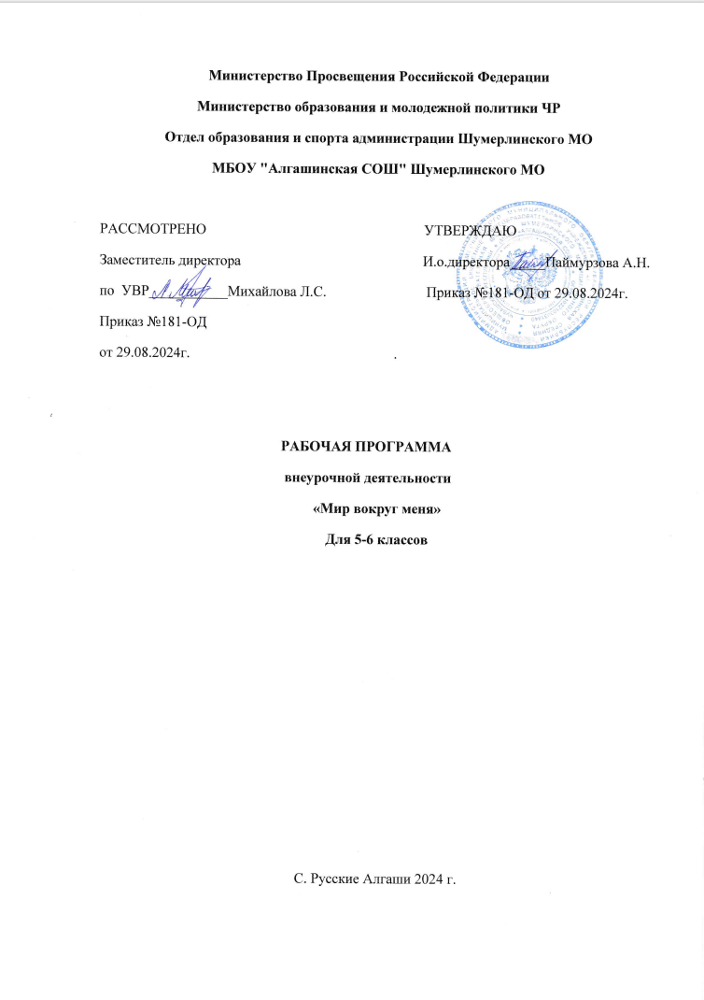 Министерство Просвещения Российской Федерации
Министерство образования и молодежной политики ЧР
Отдел образования и спорта администрации Шумерлинского МО
МБОУ "Алгашинская СОШ" Шумерлинского МО
РАССМОТРЕНО
УТВЕРЖДАЮ
Заместитель директора
И.о.директора_____Паймурзова А.Н.
по УВР___________Михайлова Л.С.
Приказ №181-ОД от 29.08.2024г.
Приказ №181-ОД
от 29.08.2024г.
РАБОЧАЯ ПРОГРАММА
внеурочной деятельности
«Мир вокруг меня»
Для 5-6 классов
С. Русские Алгаши 2024 г.